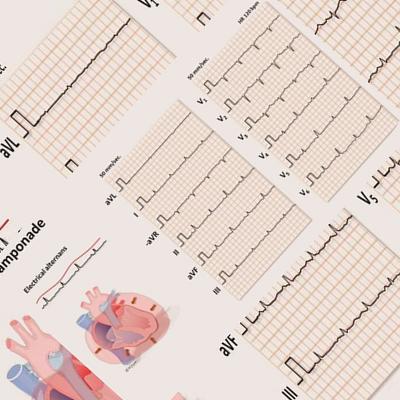 V₁
HR 120 bpm
50 mm/sec.
V₁
V₂
V₃
V₄
V₅
V₆
aVL
50 mm/sec.
aVL
I
-aVR
II
aVF
III
V₅
amponade
Electrical alternans
aVF
III